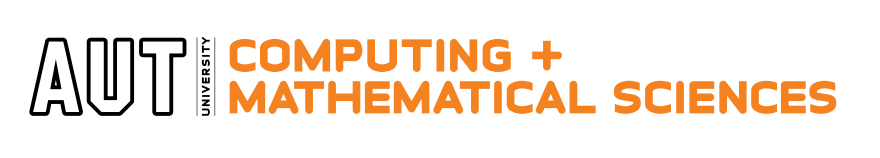 AUT
UNIVERSITY
COMPUTING +
MATHEMATICAL SCIENCES